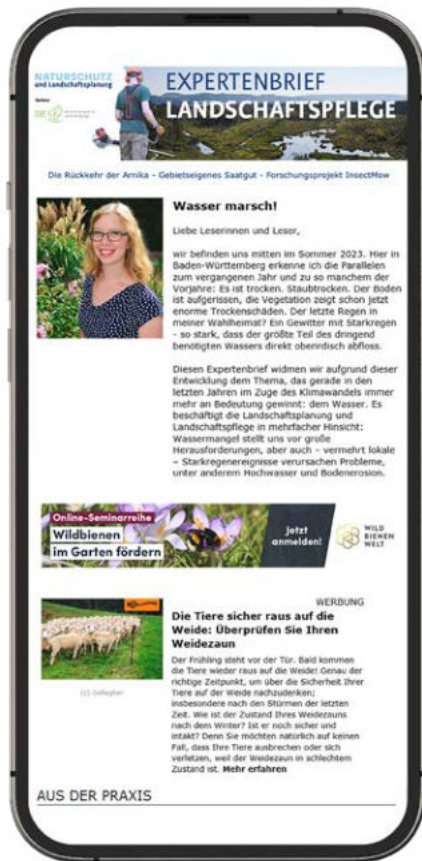 NATURSCHUTZ
und Landschaftsplanung
EXPERTENBRIEF
LANDSCHAFTSPFLEGE
Die Rückkehr der Arnika - Gebietseigenes Saatgut - Forschungsprojekt InsectMow
Wasser marsch!
Liebe Leserinnen und Leser,
wir befinden uns mitten im Sommer 2023. Hier in
Baden-Württemberg erkenne ich die Parallelen
zum vergangenen Jahr und zu so manchem der
Vorjahre: Es ist trocken. Staubtrocken. Der Boden
ist aufgerissen, die Vegetation zeigt schon jetzt
enorme Trockenschäden. Der letzte Regen in
meiner Wahlheimat? Ein Gewitter mit Starkregen
- so stark, dass der größte Teil des dringend
benötigten Wassers direkt oberirdisch abfloss.
Diesen Expertenbrief widmen wir aufgrund dieser
Entwicklung dem Thema, das gerade in den
letzten Jahren im Zuge des Klimawandels immer
mehr an Bedeutung gewinnt: dem Wasser. Es
beschäftigt die Landschaftsplanung und
Landschaftspflege in mehrfacher Hinsicht:
Wassermangel stellt uns vor große
Herausforderungen, aber auch - vermehrt lokale
– Starkregenereignisse verursachen Probleme,
unter anderem Hochwasser und Bodenerosion.
Online-Seminarreihe
Wildbienen
im Garten fördern
Jetzt
anmelden!
WILD
BIENEN
WELT
WERBUNG
Die Tiere sicher raus auf die
Weide: Überprüfen Sie Ihren
Weidezaun
(c) Gallagher
Der Frühling steht vor der Tür. Bald kommen
die Tiere wieder raus auf die Weide! Genau der
richtige Zeitpunkt, um über die Sicherheit Ihrer
Tiere auf der Weide nachzudenken;
insbesondere nach den Stürmen der letzten
Zeit. Wie ist der Zustand Ihres Weidezauns
nach dem Winter? Ist er noch sicher und
intakt? Denn Sie möchten natürlich auf keinen
Fall, dass Ihre Tiere ausbrechen oder sich
verletzen, weil der Weidezaun in schlechtem
Zustand ist. Mehr erfahren
AUS DER PRAXIS